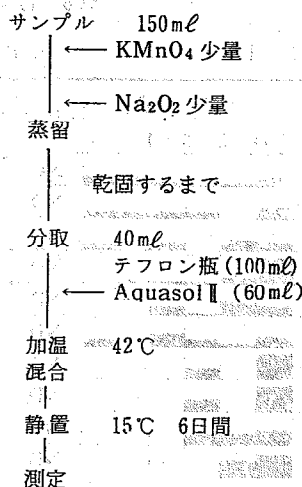 サンプル 150mℓ
← KMnO₄ 少量
← Na₂O₂ 少量
蒸留
乾固するまで
分取 40mℓ
テフロン瓶(100mℓ)
← AquasolⅡ (60mℓ)
加温 42℃
混合
静置 15℃ 6日間
測定